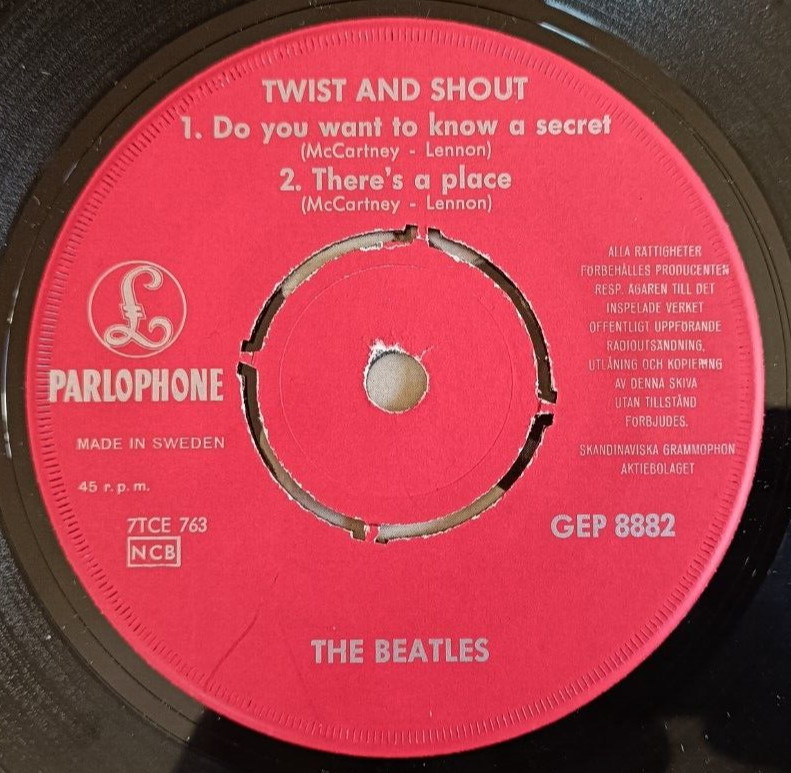 TWIST AND SHOUT
1. Do you want to know a secret
(McCartney - Lennon)
2. There's a place
(McCartney - Lennon)
£
PARLOPHONE
MADE IN SWEDEN
45 r.p.m.
7TCE 763
NCB
ALLA RÄTTIGHETER
FÖRBEHÅLLES PRODUCENTEN
RESP. ÄGAREN TILL DET
INSPELADE VERKET
OFFENTLIGT UPPFÖRANDE
RADIOUTSÄNDNING,
UTLÅNING OCH KOPIERING
AV DENNA SKIVA
UTAN TILLSTÅND
FÖRBJUDES.
SKANDINAVISKA GRAMMOPHON
AKTIEBOLAGET
GEP 8882
THE BEATLES